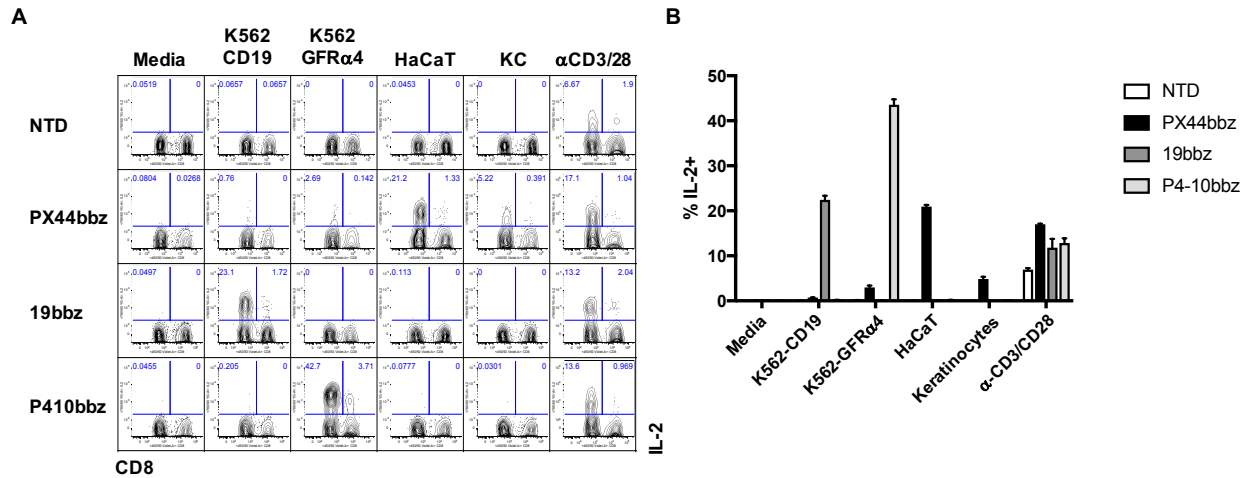 A
Media
K562
CD19
K562
GFRα4
HaCaT
KC
αCD3/28
NTD
0.0519 0
0.0657 0.0657
0 0
0.0453 0
0 0
6.67 1.9
PX44bbz
0.0804 0.0268
0.76 0
2.69 0.142
21.2 1.33
5.22 0.391
17.1 1.04
19bbz
0.0497 0
23.1 1.72
0 0
0.113 0
0 0
13.2 2.04
P410bbz
0.0455 0
0.205 0
42.7 3.71
0.0777 0
0.0301 0
13.6 0.969
CD8
IL-2
B
% IL-2+
50
40
30
20
10
0
Media
K562-CD19
K562-GFRα4
HaCaT
Keratinocytes
α-CD3/CD28
NTD
PX44bbz
19bbz
P4-10bbz